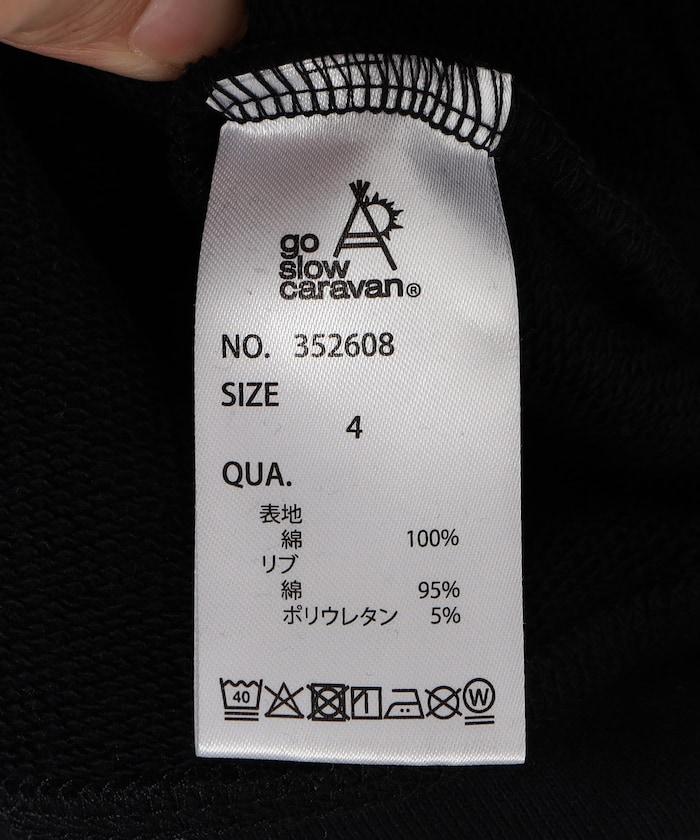 go
slow
caravan®
NO. 352608
SIZE
4
QUA.
表地
綿 100%
リブ
綿 95%
ポリウレタン 5%
40
W